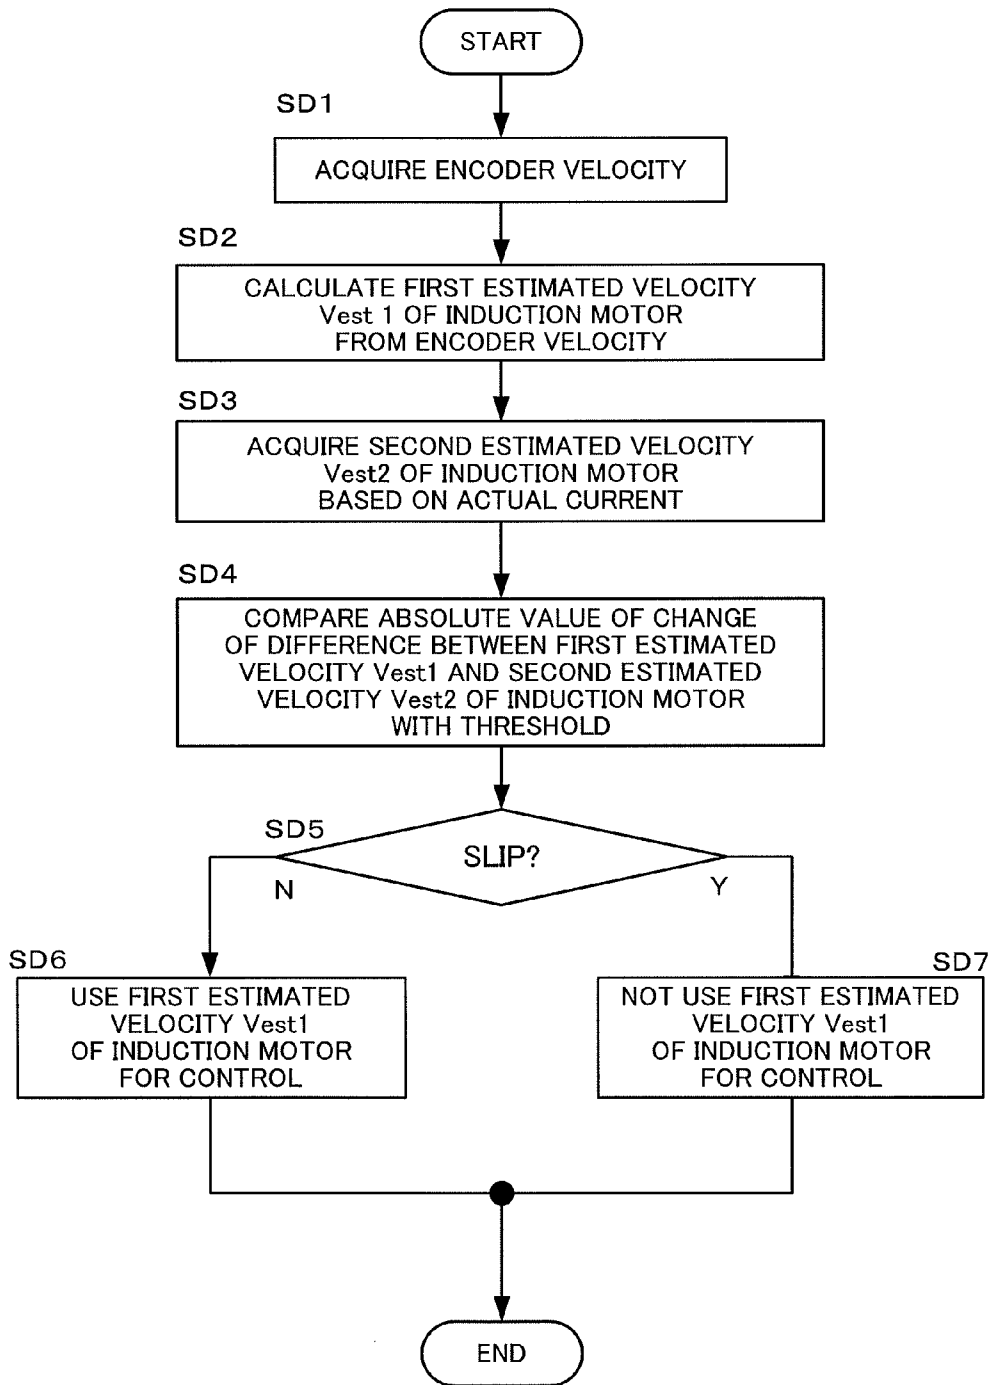 START
SD1
ACQUIRE ENCODER VELOCITY
SD2
CALCULATE FIRST ESTIMATED VELOCITY
Vest 1 OF INDUCTION MOTOR
FROM ENCODER VELOCITY
SD3
ACQUIRE SECOND ESTIMATED VELOCITY
Vest2 OF INDUCTION MOTOR
BASED ON ACTUAL CURRENT
SD4
COMPARE ABSOLUTE VALUE OF CHANGE
OF DIFFERENCE BETWEEN FIRST ESTIMATED
VELOCITY Vest1 AND SECOND ESTIMATED
VELOCITY Vest2 OF INDUCTION MOTOR
WITH THRESHOLD
SD5
SLIP?
N
Y
SD6
USE FIRST ESTIMATED
VELOCITY Vest1
OF INDUCTION MOTOR
FOR CONTROL
SD7
NOT USE FIRST ESTIMATED
VELOCITY Vest1
OF INDUCTION MOTOR
FOR CONTROL
END